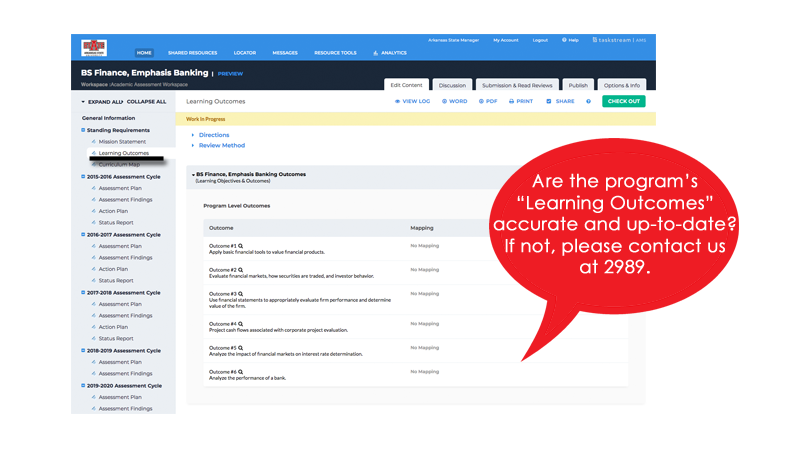 Arkansas State Manager My Account Logout Help taskstream | AMS
ARKANSAS STATE
HOME SHARED RESOURCES LOCATOR MESSAGES RESOURCE TOOLS ANALYTICS
BS Finance, Emphasis Banking | PREVIEW
Workspace : Academic Assessment Workspace
Edit Content Discussion Submission & Read Reviews Publish Options & Info
EXPAND ALL COLLAPSE ALL
Learning Outcomes
VIEW LOG WORD PDF PRINT SHARE ? CHECK OUT
Work In Progress
General Information
Standing Requirements
Mission Statement
Learning Outcomes
Curriculum Map
2015-2016 Assessment Cycle
Assessment Plan
Assessment Findings
Action Plan
Status Report
2016-2017 Assessment Cycle
Assessment Plan
Assessment Findings
Action Plan
Status Report
2017-2018 Assessment Cycle
Assessment Plan
Assessment Findings
Action Plan
Status Report
2018-2019 Assessment Cycle
Assessment Plan
Assessment Findings
2019-2020 Assessment Cycle
Assessment Plan
Assessment Findings
Directions
Review Method
BS Finance, Emphasis Banking Outcomes
(Learning Objectives & Outcomes)
Program Level Outcomes
Outcome Mapping
Outcome #1 No Mapping
Apply basic financial tools to value financial products.
Outcome #2 No Mapping
Evaluate financial markets, how securities are traded, and investor behavior.
Outcome #3 No Mapping
Use financial statements to appropriately evaluate firm performance and determine
value of the firm.
Outcome #4 No Mapping
Project cash flows associated with corporate project evaluation.
Outcome #5 No Mapping
Analyze the impact of financial markets on interest rate determination.
Outcome #6 No Mapping
Analyze the performance of a bank.
Are the program's
“Learning Outcomes”
accurate and up-to-date?
If not, please contact us
at 2989.